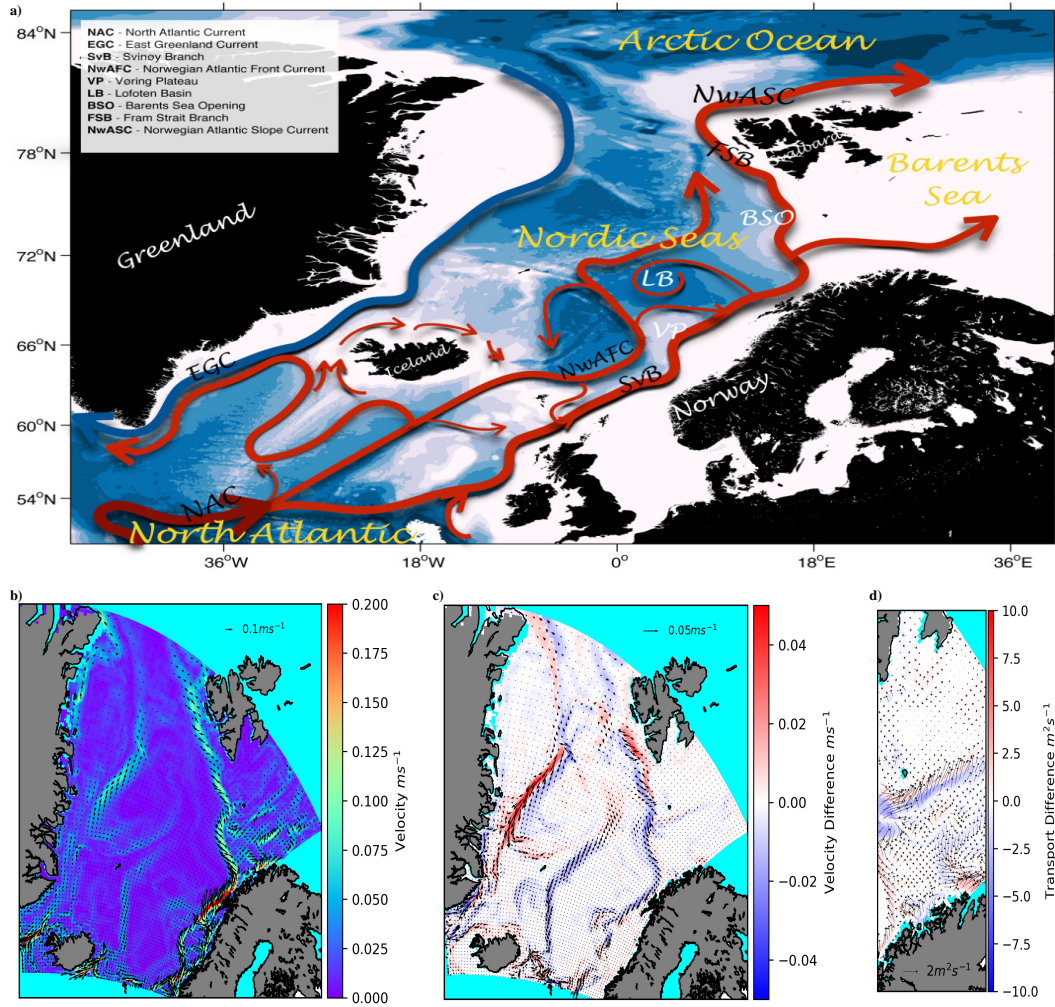 a)
84°N
78°N
72°N
66°N
60°N
54°N
NAC - North Atlantic Current
EGC - East Greenland Current
SvB - Svinøy Branch
NwAFC - Norwegian Atlantic Front Current
VP - Vøring Plateau
LB - Lofoten Basin
BSO - Barents Sea Opening
FSB - Fram Strait Branch
NwASC - Norwegian Atlantic Slope Current
Arctic Ocean
NwASC
FSB
Svalbard
Barents
Sea
BSO
Greenland
Nordic Seas
LB
VP
Iceland
EGC
NwAFC
SvB
Norway
NAC
North Atlantic
36°W
18°W
0°
18°E
36°E
b)
0.1ms⁻¹
0.200
0.175
0.150
0.125
0.100
0.075
0.050
0.025
0.000
Velocity ms⁻¹
c)
0.05ms⁻¹
0.04
0.02
0.00
−0.02
−0.04
Velocity Difference ms⁻¹
d)
2m²s⁻¹
10.0
7.5
5.0
2.5
0.0
−2.5
−5.0
−7.5
−10.0
Transport Difference m²s⁻¹